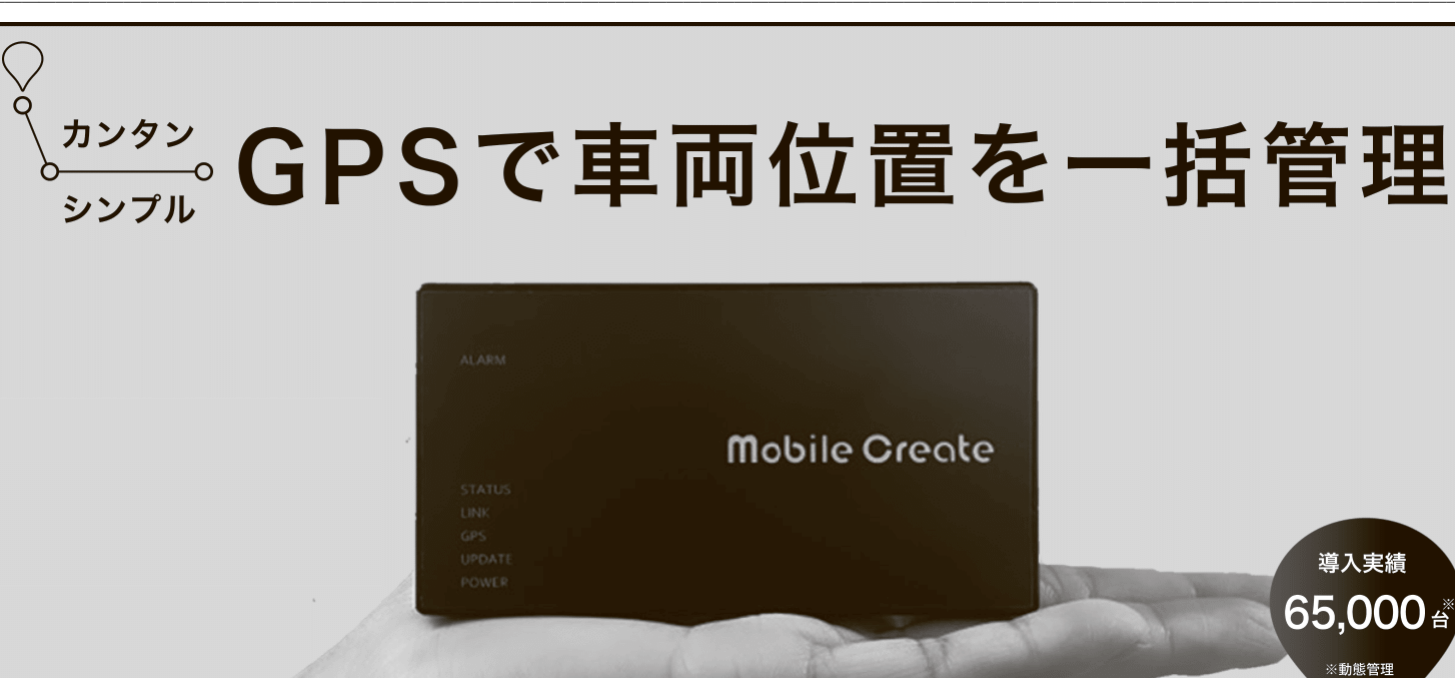 カンタン
シンプル
GPSで車両位置を一括管理
ALARM
Mobile Create
STATUS
LINK
GPS
UPDATE
POWER
導入実績
65,000台※
※動態管理